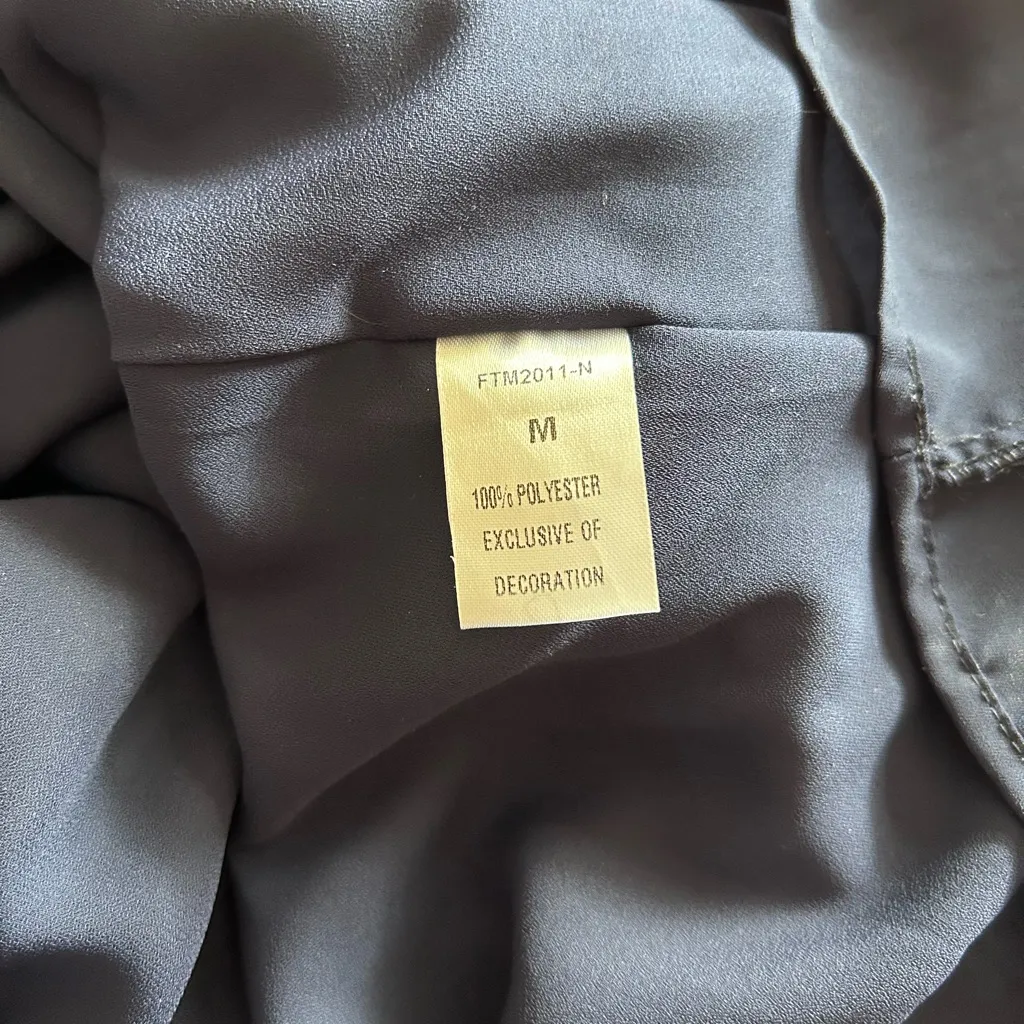 FTM2011-N
M
100% POLYESTER
EXCLUSIVE OF
DECORATION